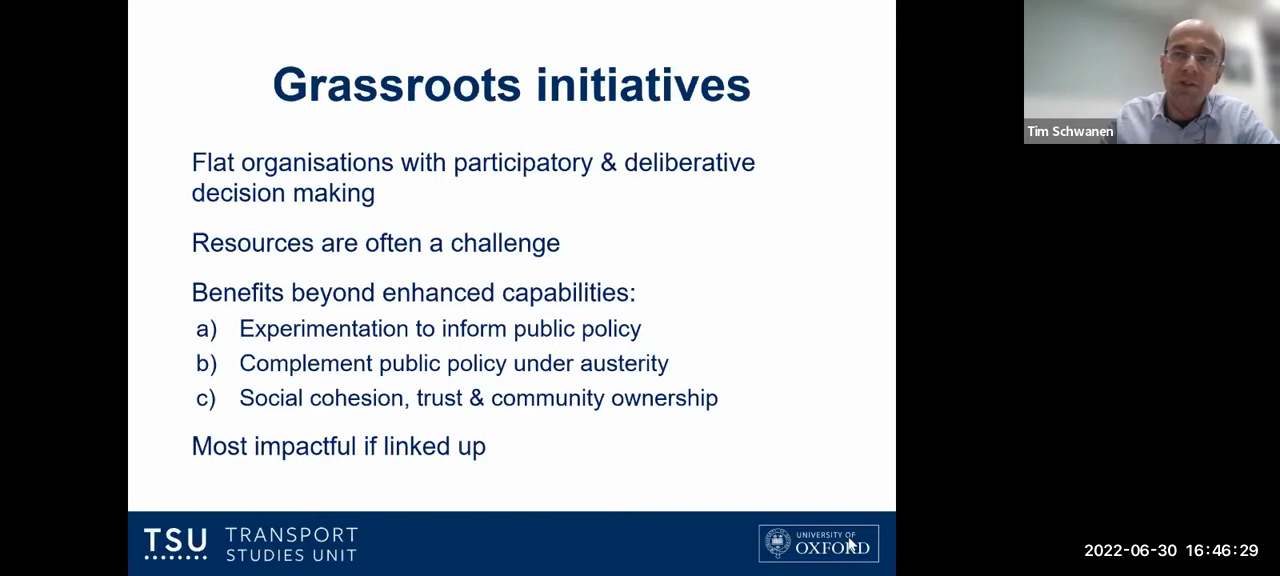 Grassroots initiatives
Flat organisations with participatory & deliberative
decision making
Resources are often a challenge
Benefits beyond enhanced capabilities:
a) Experimentation to inform public policy
b) Complement public policy under austerity
c) Social cohesion, trust & community ownership
Most impactful if linked up
TSU TRANSPORT
STUDIES UNIT
UNIVERSITY OF
OXFORD
Tim Schwanen
2022-06-30 16:46:29